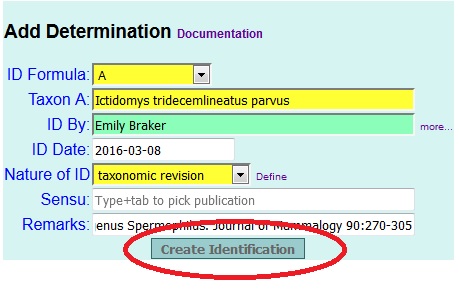 Add Determination Documentation
ID Formula: A
Taxon A: Ictidomys tridecemlineatus parvus
ID By: Emily Braker more...
ID Date: 2016-03-08
Nature of ID taxonomic revision Define
Sensu: Type+tab to pick publication
Remarks: enus Spermophilus. Journal of Mammalogy 90:270-305
Create Identification